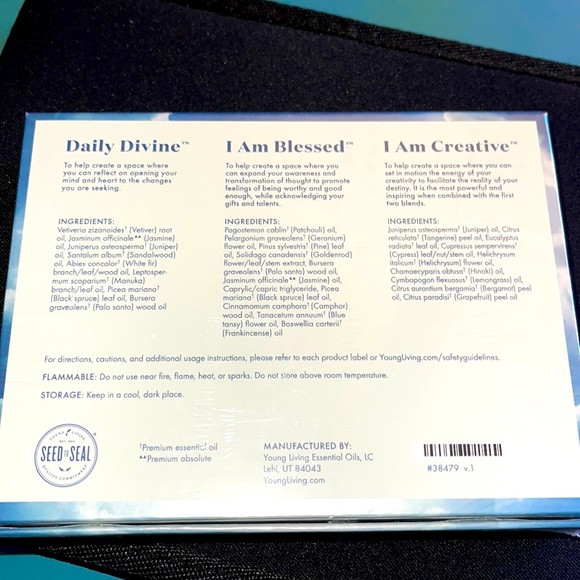 Daily Divine™
To help create a space where
you can reflect on opening your
mind and heart to the changes
you are seeking.
INGREDIENTS:
Vetiveria zizanoides† (Vetiver) root
oil, Jasminum officinale▲▲ (Jasmine)
oil, Juniperus osteosperma† (Juniper)
oil, Santalum album† (Sandalwood)
oil, Abies concolor† (White fir)
branch/leaf/wood oil, Leptosper-
mum scoparium† (Manuka)
branch/leaf oil, Picea mariana†
(Black spruce) leaf oil, Bursera
graveolens† (Palo santo) wood oil
I Am Blessed™
To help create a space where you
can expand your awareness and
transformation of thought to promote
feelings of being worthy and good
enough, while acknowledging your
gifts and talents.
INGREDIENTS:
Pogostemon cablin† (Patchouli) oil,
Pelargonium graveolens† (Geranium)
flower oil, Pinus sylvestris† (Pine) leaf
oil, Solidago canadensis† (Goldenrod)
flower/leaf/stem extract, Bursera
graveolens† (Palo santo) wood oil,
Jasminum officinale▲▲ (Jasmine) oil,
Caprylic/capric triglyceride, Picea
mariana† (Black spruce) leaf oil,
Cinnamomum camphora† (Camphor)
wood oil, Tanacetum annuum† (Blue
tansy) flower oil, Boswellia carterii†
(Frankincense) oil
I Am Creative™
To help create a space where you can
set in motion the energy of your
creativity to facilitate the reality of your
destiny. It is the most powerful and
inspiring when combined with the first
two blends.
INGREDIENTS:
Juniperus osteosperma† (Juniper) oil, Citrus
reticulata† (Tangerine) peel oil, Eucalyptus
radiata† leaf oil, Cupressus sempervirens†
(Cypress) leaf/nut/stem oil, Helichrysum
italicum† (Helichrysum) flower oil,
Chamaecyparis obtusa† (Hinoki) oil,
Cymbopogon flexuosus† (Lemongrass) oil,
Citrus aurantium bergamia† (Bergamot) peel
oil, Citrus paradisi† (Grapefruit) peel oil
For directions, cautions, and additional usage instructions, please refer to each product label or YoungLiving.com/safetyguidelines.
FLAMMABLE: Do not use near fire, flame, heat, or sparks. Do not store above room temperature.
STORAGE: Keep in a cool, dark place.
YOUNG LIVING
SEED TO SEAL®
QUALITY COMMITMENT
†Premium essential oil
▲▲Premium absolute
MANUFACTURED BY:
Young Living Essential Oils, LC
Lehi, UT 84043
YoungLiving.com
#38479 v.1